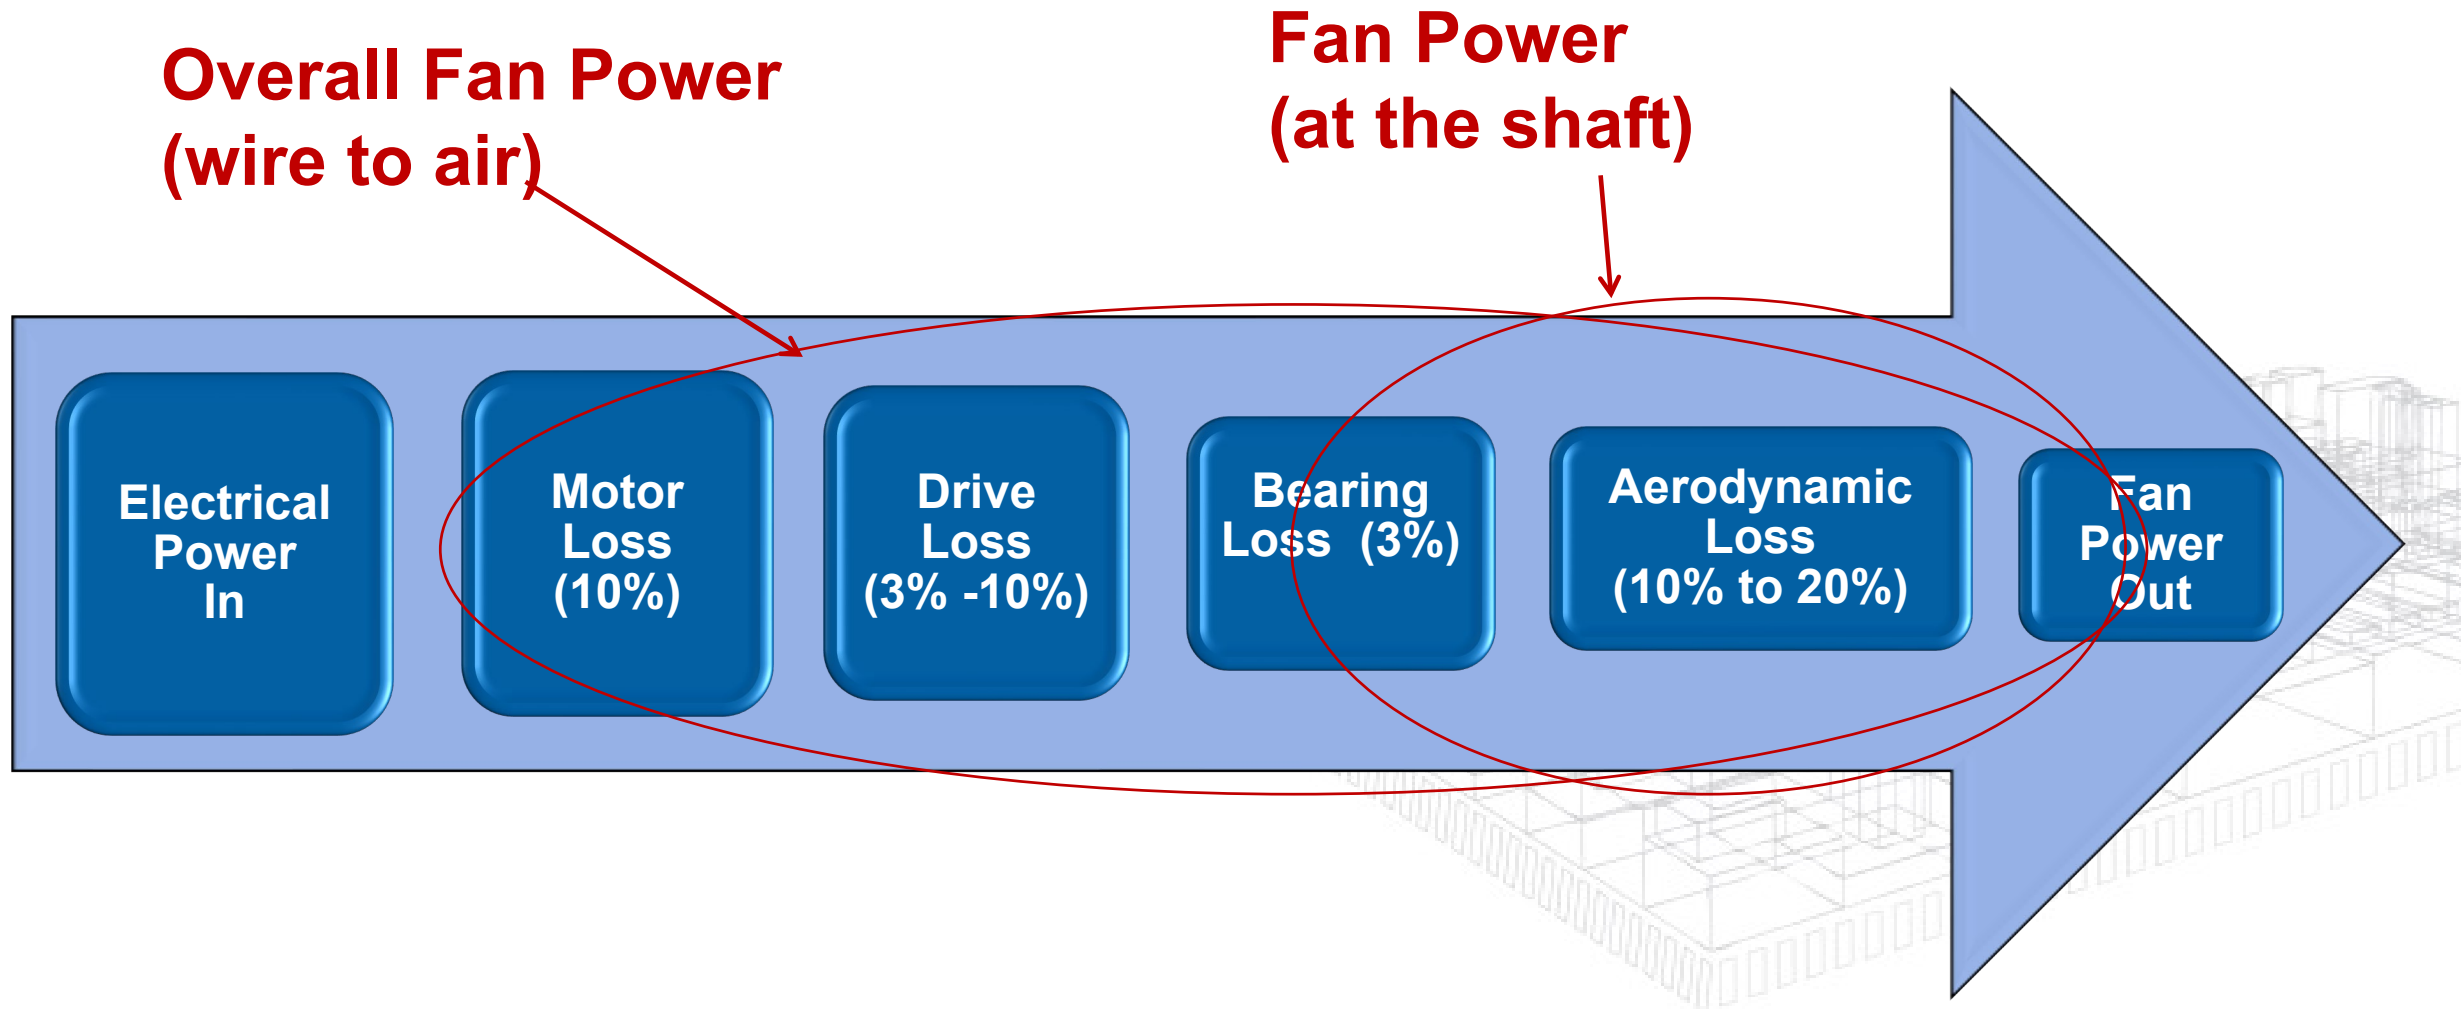 Overall Fan Power
(wire to air)
Fan Power
(at the shaft)
Electrical
Power
In
Motor
Loss
(10%)
Drive
Loss
(3% -10%)
Bearing
Loss  (3%)
Aerodynamic
Loss
(10% to 20%)
Fan
Power
Out